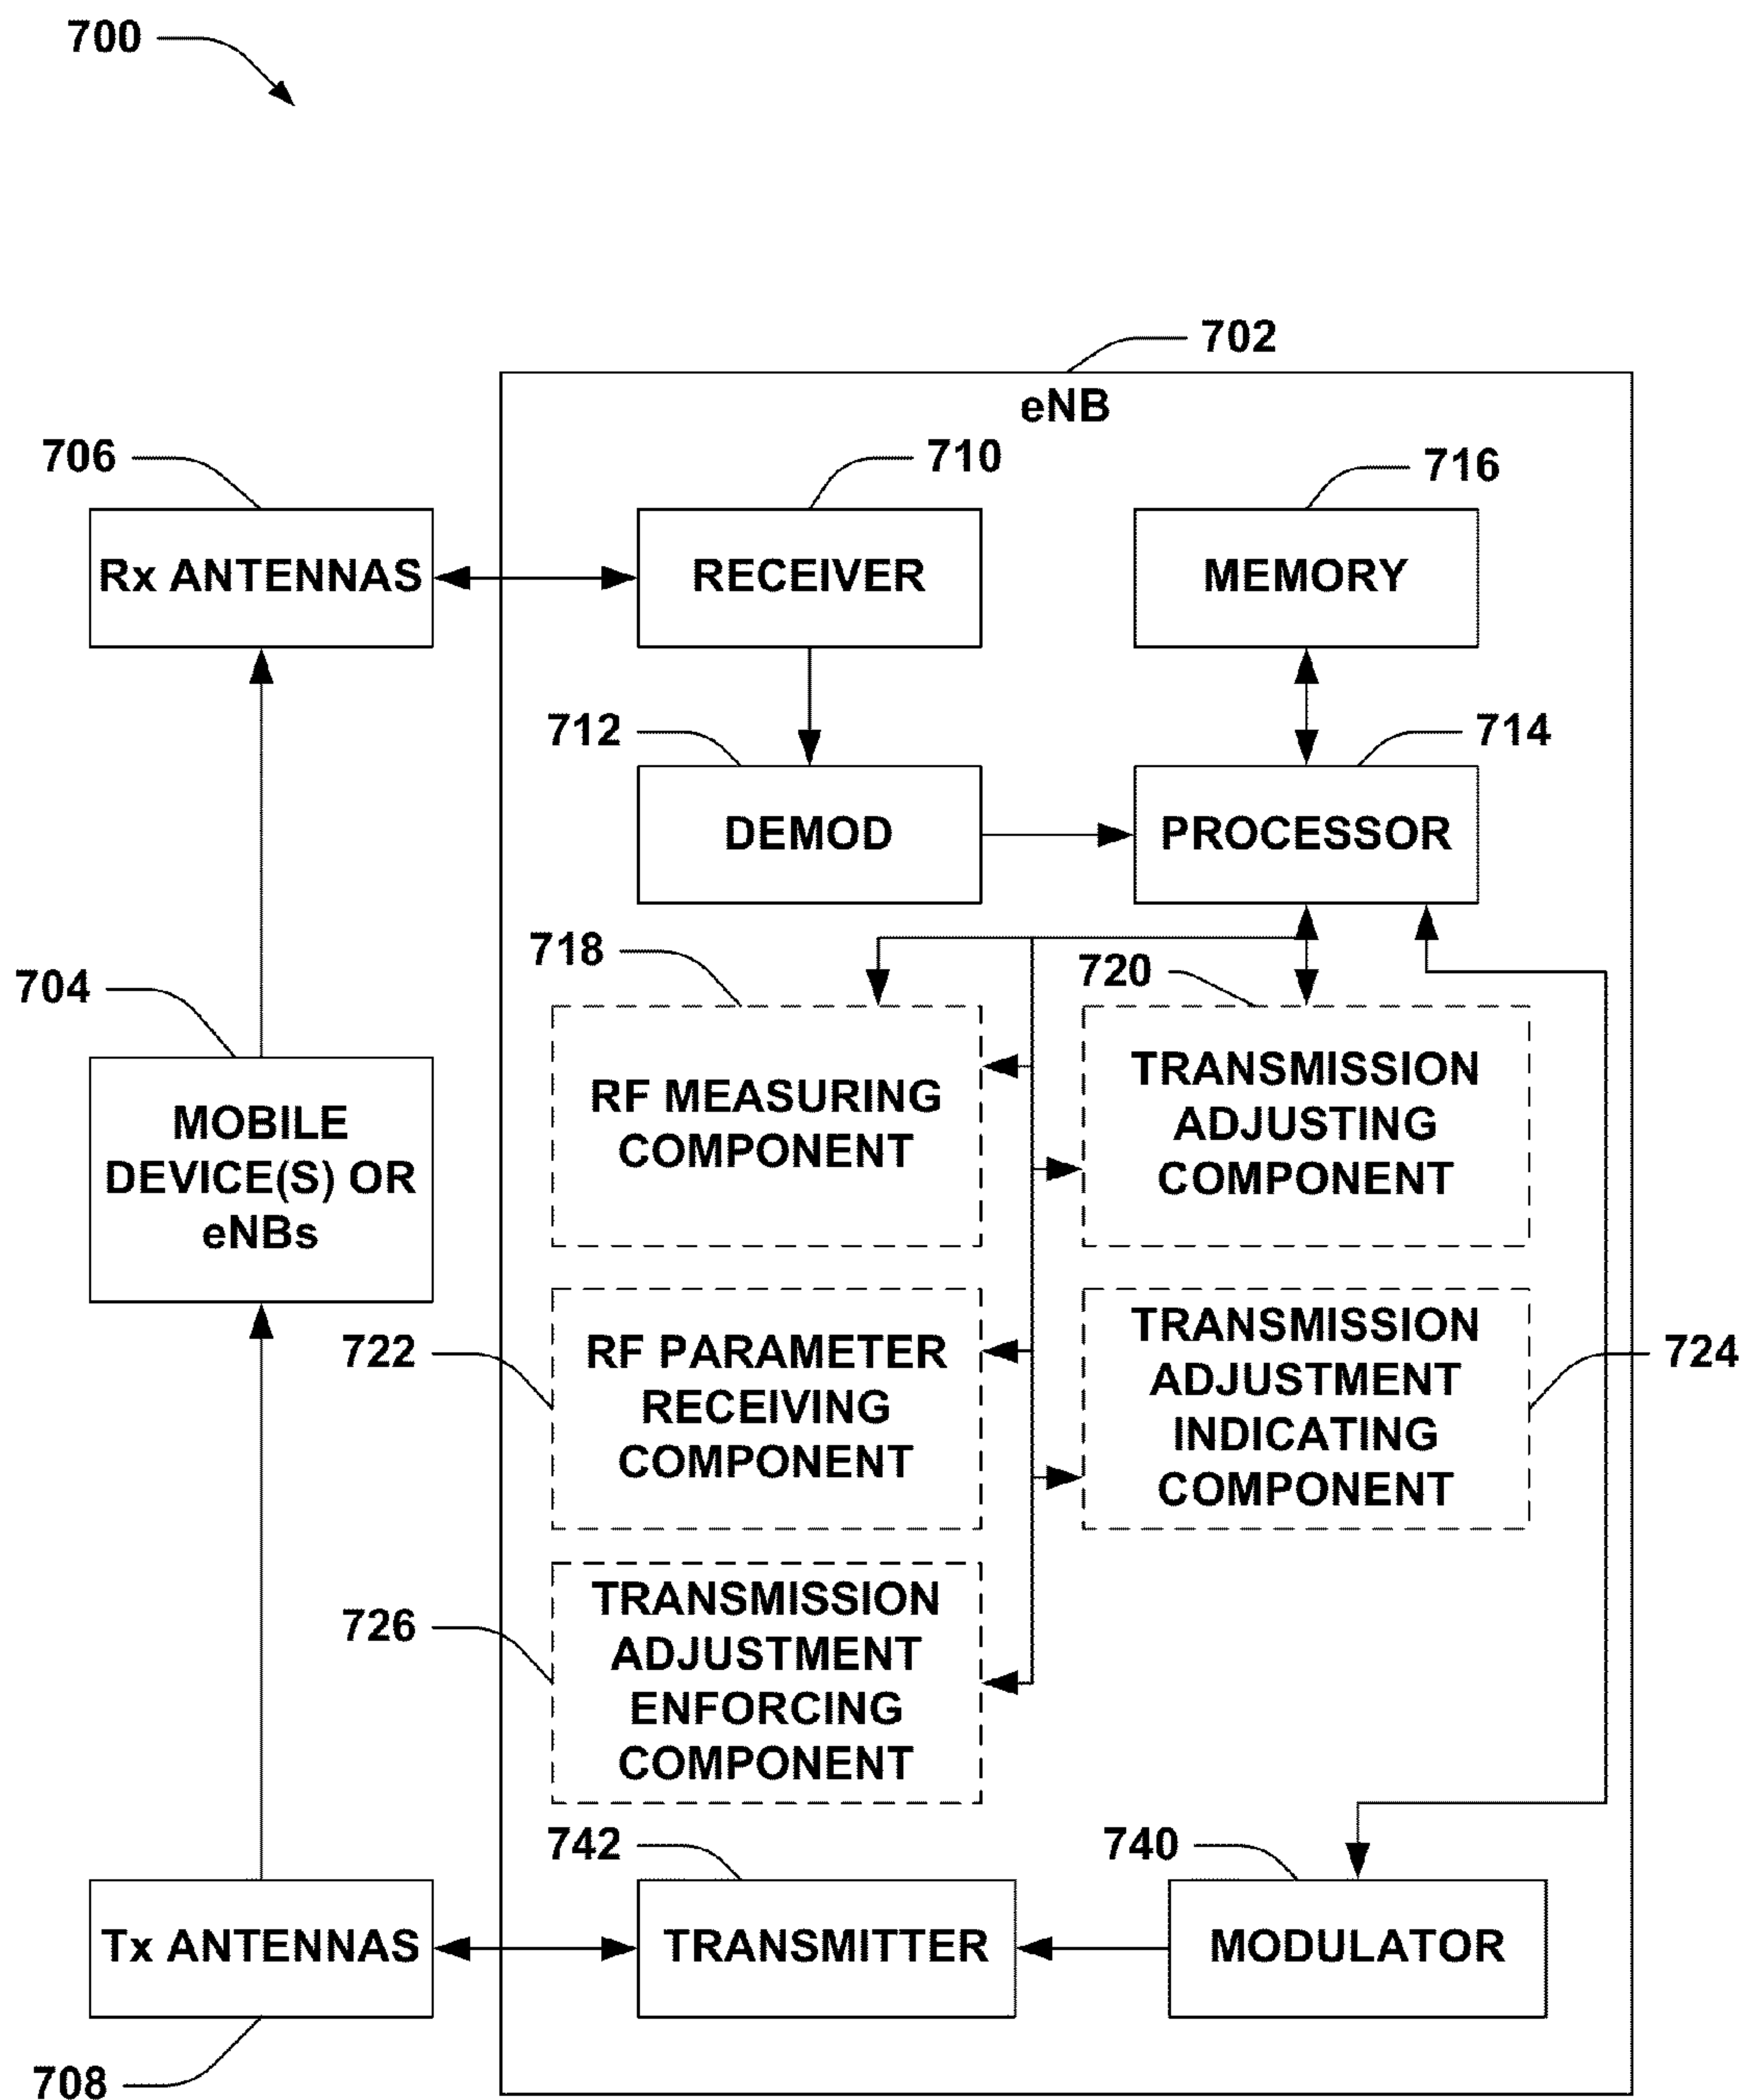 700
702
eNB
706
710
716
Rx ANTENNAS
RECEIVER
MEMORY
712
714
DEMOD
PROCESSOR
718
720
704
MOBILE
DEVICE(S) OR
eNBs
RF MEASURING
COMPONENT
TRANSMISSION
ADJUSTING
COMPONENT
722
RF PARAMETER
RECEIVING
COMPONENT
TRANSMISSION
ADJUSTMENT
INDICATING
COMPONENT
724
726
TRANSMISSION
ADJUSTMENT
ENFORCING
COMPONENT
742
740
Tx ANTENNAS
TRANSMITTER
MODULATOR
708